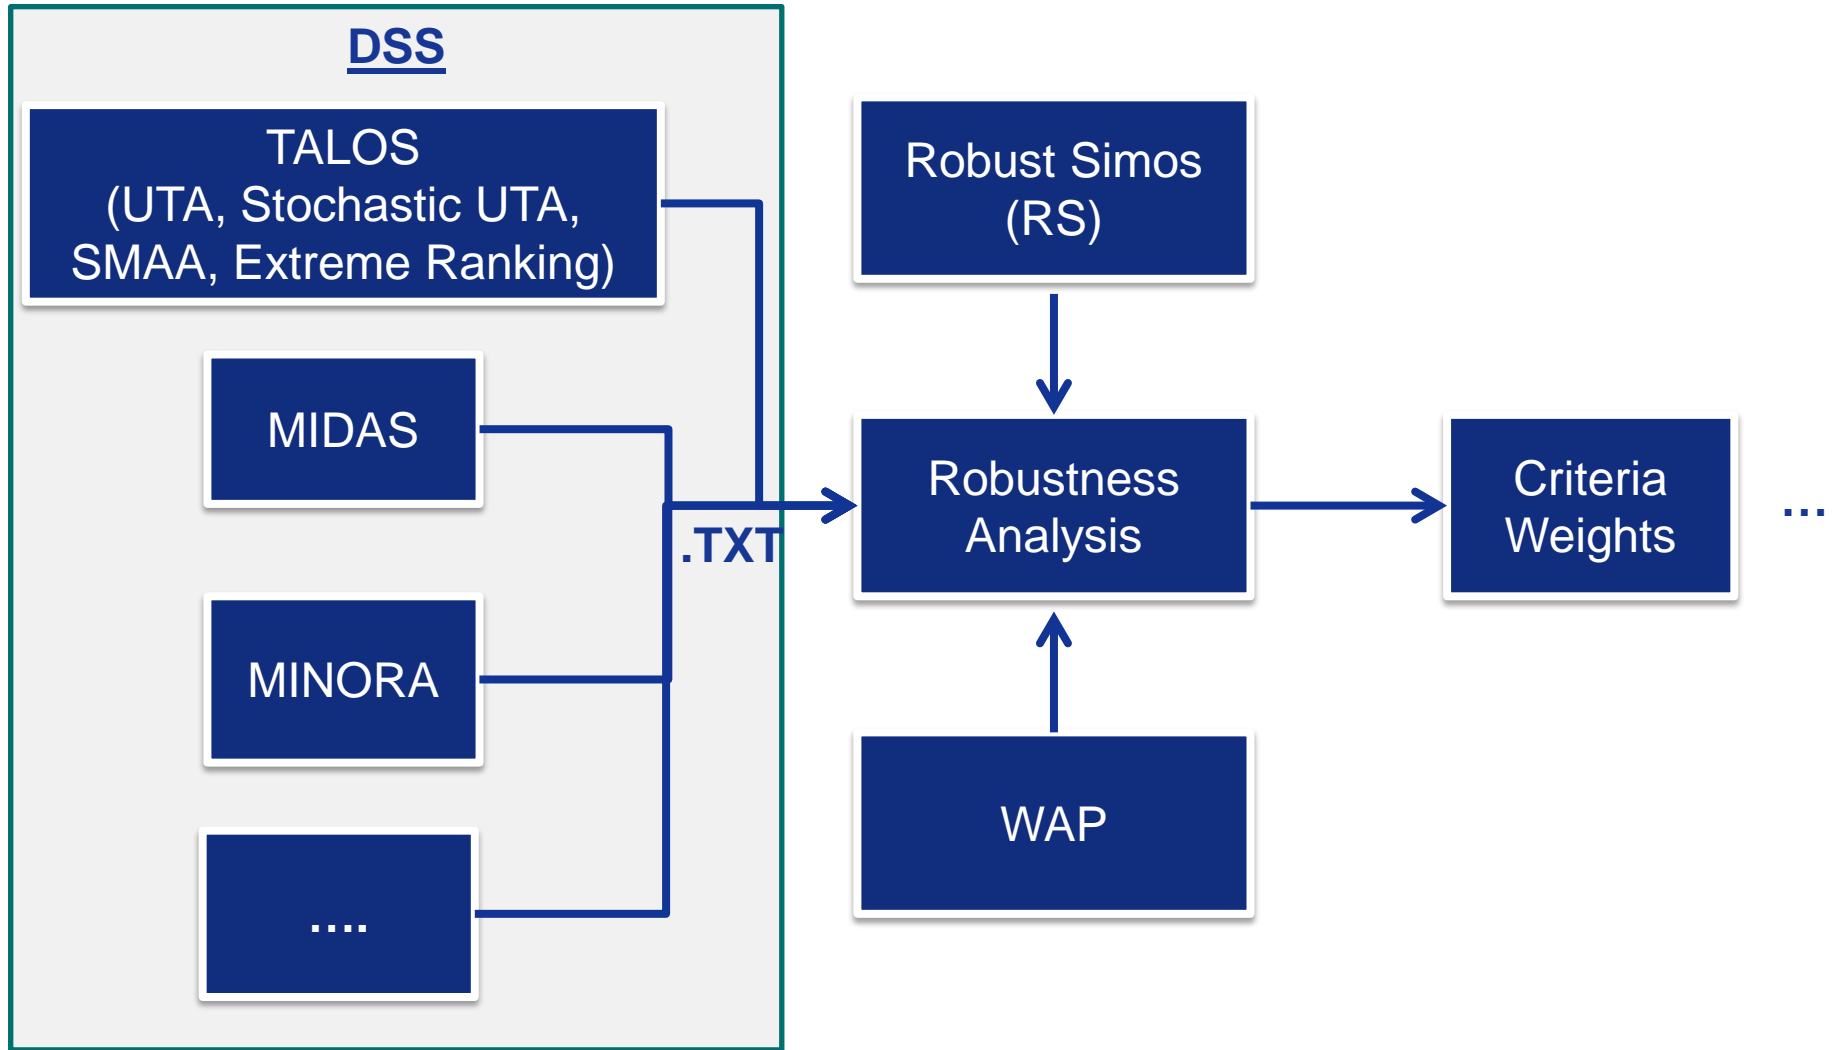 DSS
TALOS
(UTA, Stochastic UTA,
SMAA, Extreme Ranking)
MIDAS
MINORA
....
.TXT
Robust Simos
(RS)
Robustness
Analysis
WAP
Criteria
Weights
...